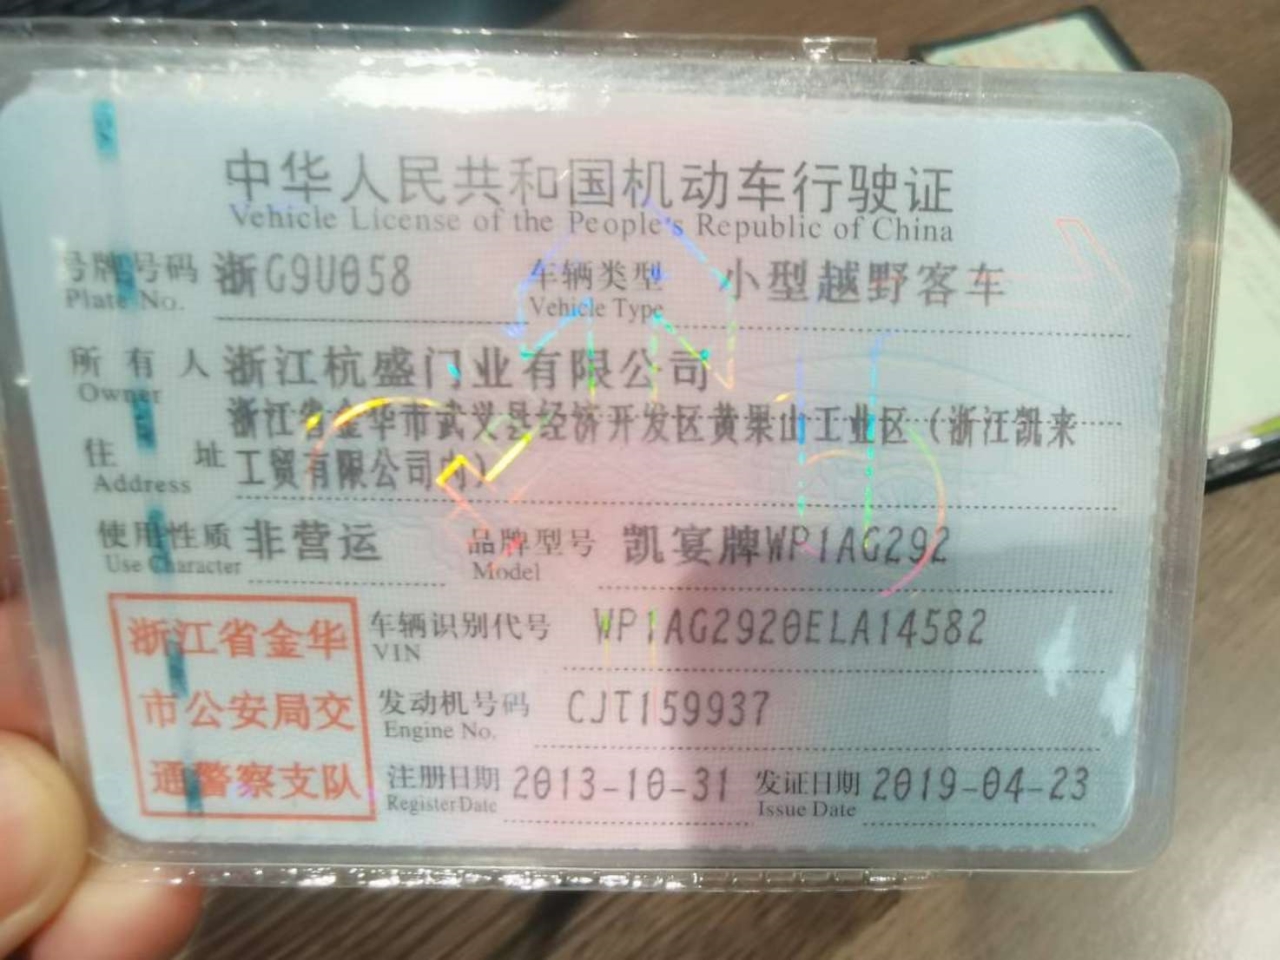 中华人民共和国机动车行驶证
Vehicle License of the People's Republic of China
号牌号码 浙G9U058 车辆类型 小型越野客车
Plate No. Vehicle Type
所有人 浙江杭盛门业有限公司
Owner
浙江省金华市武义县经济开发区黄果山工业区（浙江凯来
住址 工贸有限公司内）
Address
使用性质 非营运 品牌型号 凯宴牌WP1AG292
Use Character Model
浙江省金华 车辆识别代号 WP1AG2920ELA14582
VIN
市公安局交 发动机号码 CJT159937
Engine No.
通警察支队 注册日期 2013-10-31 发证日期 2019-04-23
Register Date Issue Date